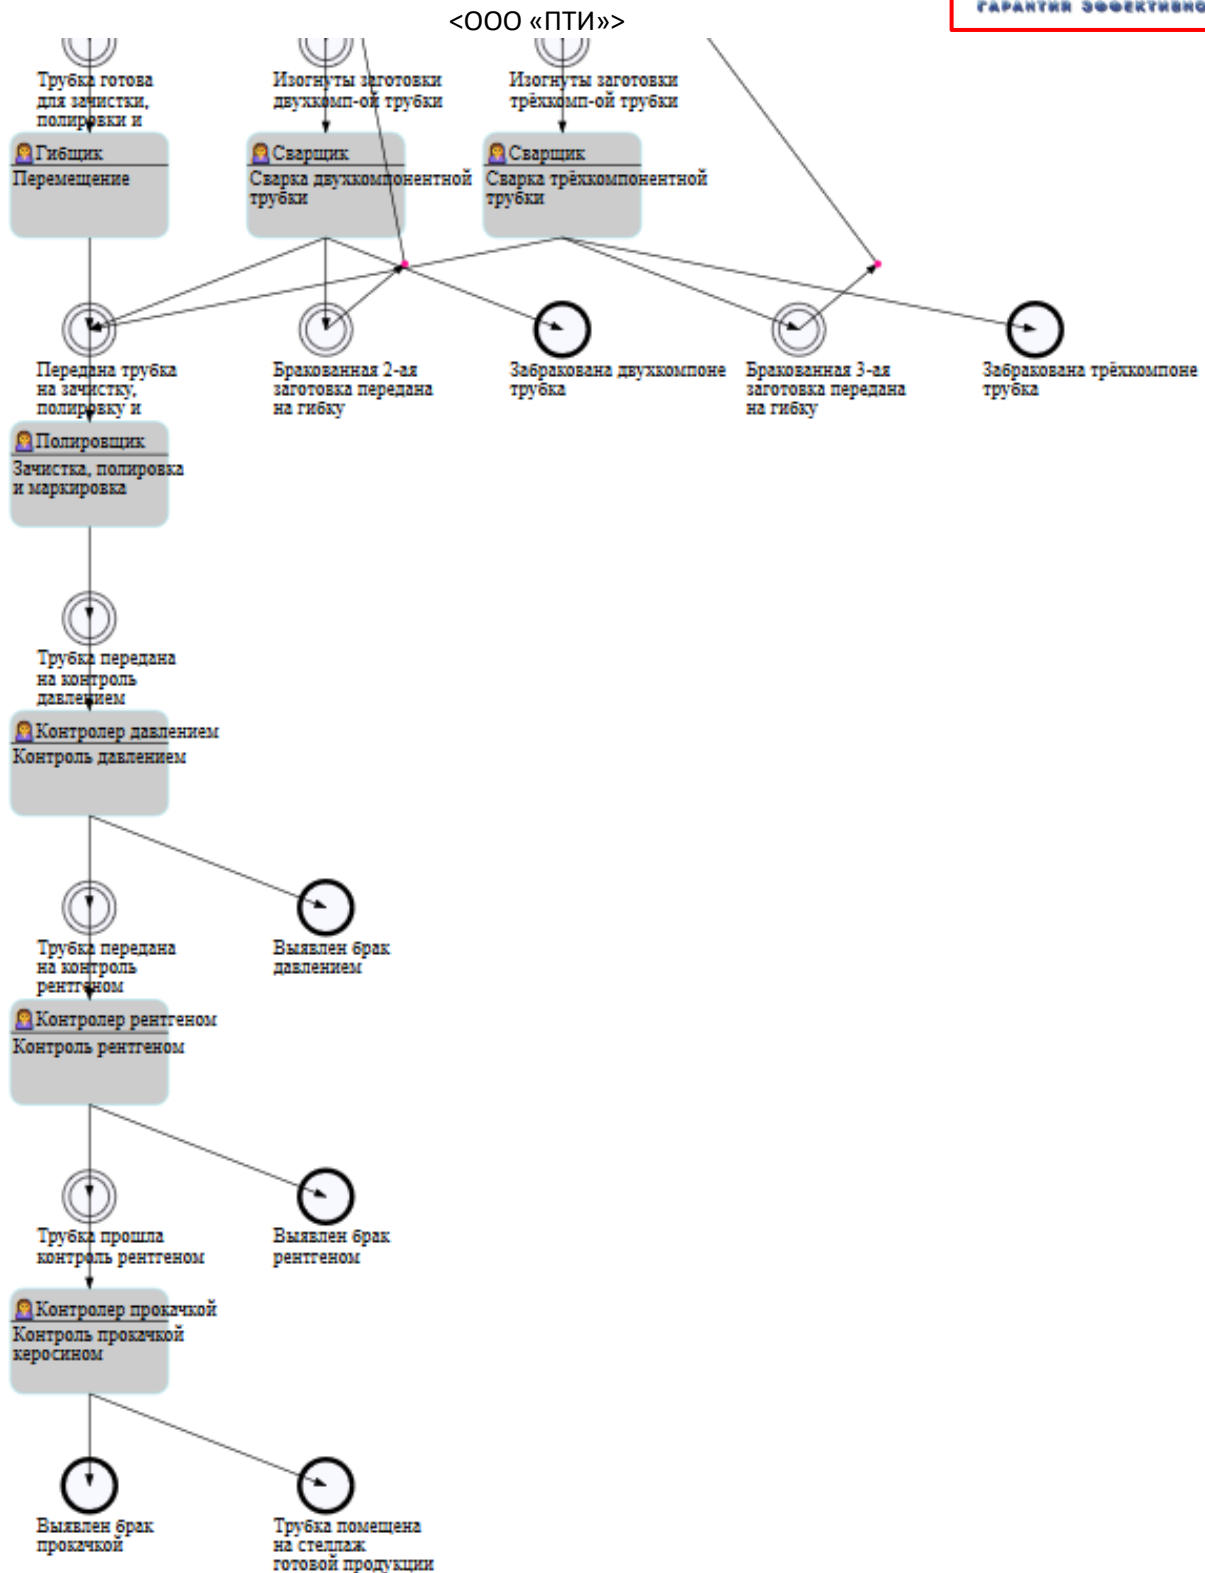 ГАРАНТИЯ ЭФФЕКТИВНО
<ООО «ПТИ»>
Трубка готова
для зачистки,
полировки и
Изогнуты заготовки
двухкомп-ой трубки
Изогнуты заготовки
трёхкомп-ой трубки
Гибщик
Перемещение
Сварщик
Сварка двухкомпонентной
трубки
Сварщик
Сварка трёхкомпонентной
трубки
Передана трубка
на зачистку,
полировку и
Бракованная 2-ая
заготовка передана
на гибку
Забракована двухкомпоне
трубка
Бракованная 3-ая
заготовка передана
на гибку
Забракована трёхкомпоне
трубка
Полировщик
Зачистка, полировка
и маркировка
Трубка передана
на контроль
давлением
Контролер давлением
Контроль давлением
Трубка передана
на контроль
рентгеном
Выявлен брак
давлением
Контролер рентгеном
Контроль рентгеном
Трубка прошла
контроль рентгеном
Выявлен брак
рентгеном
Контролер прокачкой
Контроль прокачкой
керосином
Выявлен брак
прокачкой
Трубка помещена
на стеллаж
готовой продукции